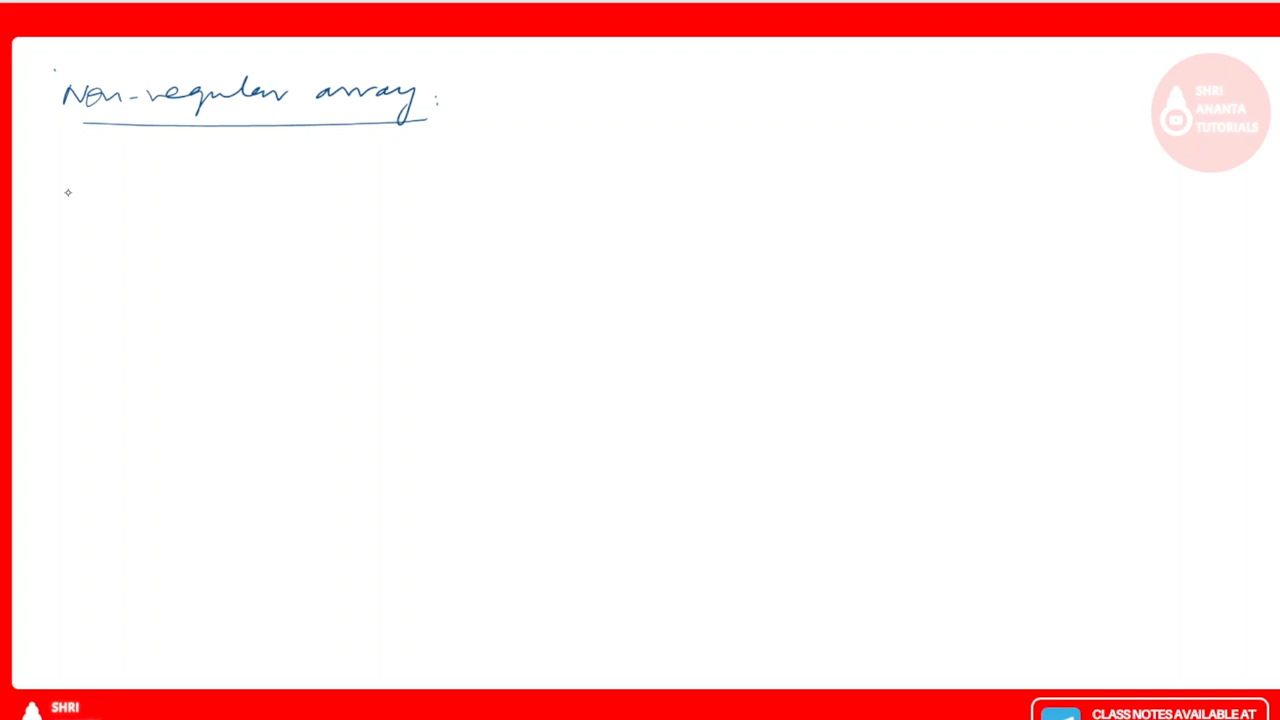 Non-regular array :
SHRI
ANANTA
TUTORIALS
SHRI
CLASS NOTES AVAILABLE AT